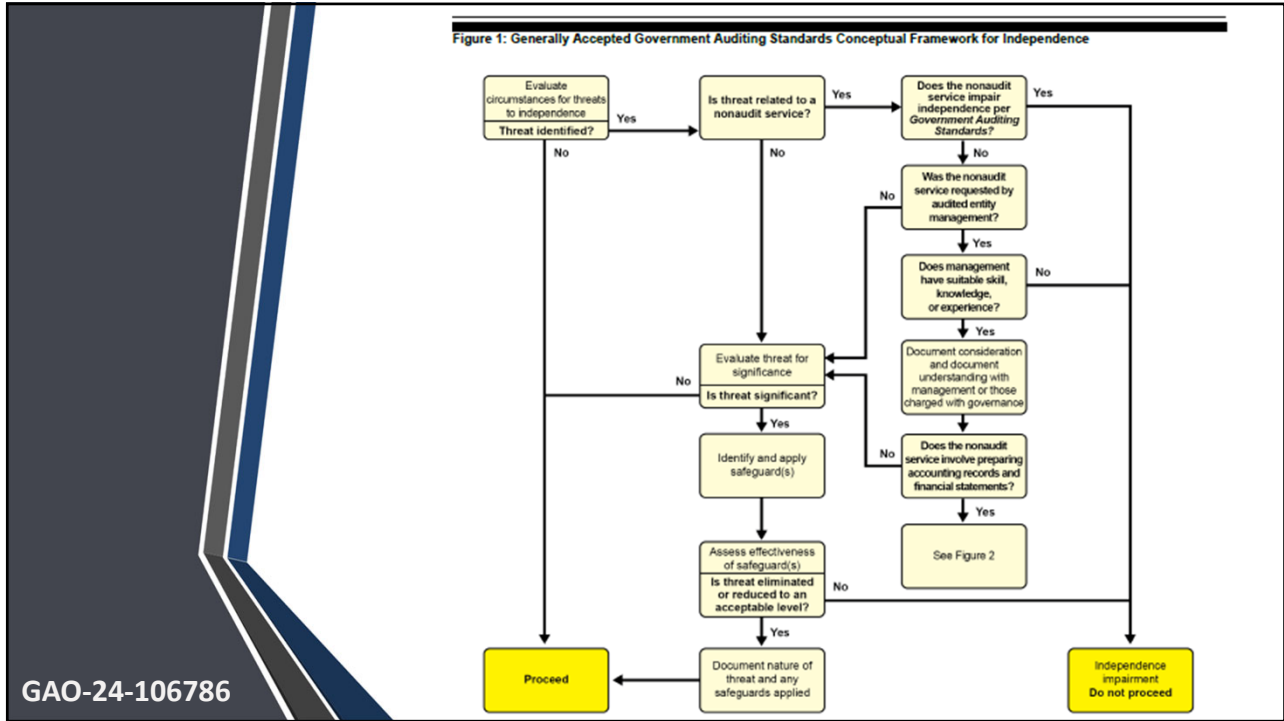 Figure 1: Generally Accepted Government Auditing Standards Conceptual Framework for Independence
Evaluate
circumstances for threats
to independence
Threat identified?
Yes
No
Is threat related to a
nonaudit service?
Yes
No
Does the nonaudit
service impair
independence per
Government Auditing
Standards?
Yes
No
Was the nonaudit
service requested by
audited entity
management?
No
Yes
Does management
have suitable skill,
knowledge,
or experience?
No
Yes
Document consideration
and document
understanding with
management or those
charged with governance
Does the nonaudit
service involve preparing
accounting records and
financial statements?
No
Yes
See Figure 2
Evaluate threat for
significance
Is threat significant?
No
Yes
Identify and apply
safeguard(s)
Assess effectiveness
of safeguard(s)
Is threat eliminated
or reduced to an
acceptable level?
No
Yes
Document nature of
threat and any
safeguards applied
Proceed
Independence
impairment
Do not proceed
GAO-24-106786